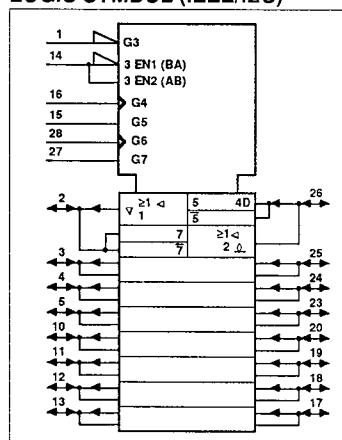 LOGIC SYMBOL (IEEE/IEC)
1 G3
14 3 EN1 (BA)
3 EN2 (AB)
16 G4
15 G5
28 G6
27 G7
2 ≥1 ◁ 5 4D 26
▽ 1 5̅
7 ≥1 ◁
7̅ 2 ⎐
3 25
4 24
5 23
10 20
11 19
12 18
13 17